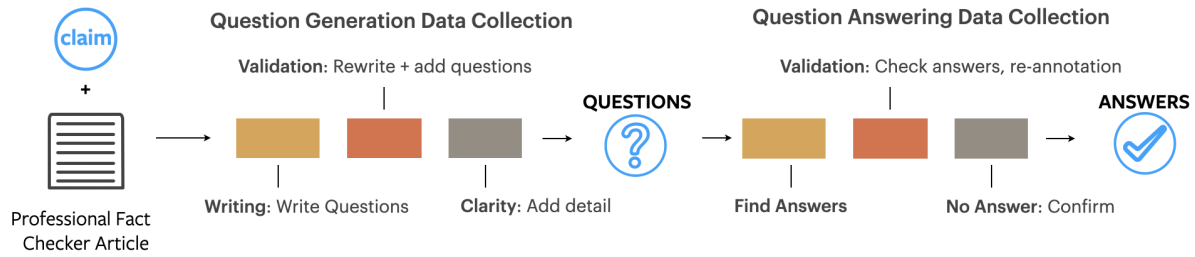 claim
+
Professional Fact
Checker Article
Question Generation Data Collection
Validation: Rewrite + add questions
Writing: Write Questions
Clarity: Add detail
QUESTIONS
?
Question Answering Data Collection
Validation: Check answers, re-annotation
Find Answers
No Answer: Confirm
ANSWERS